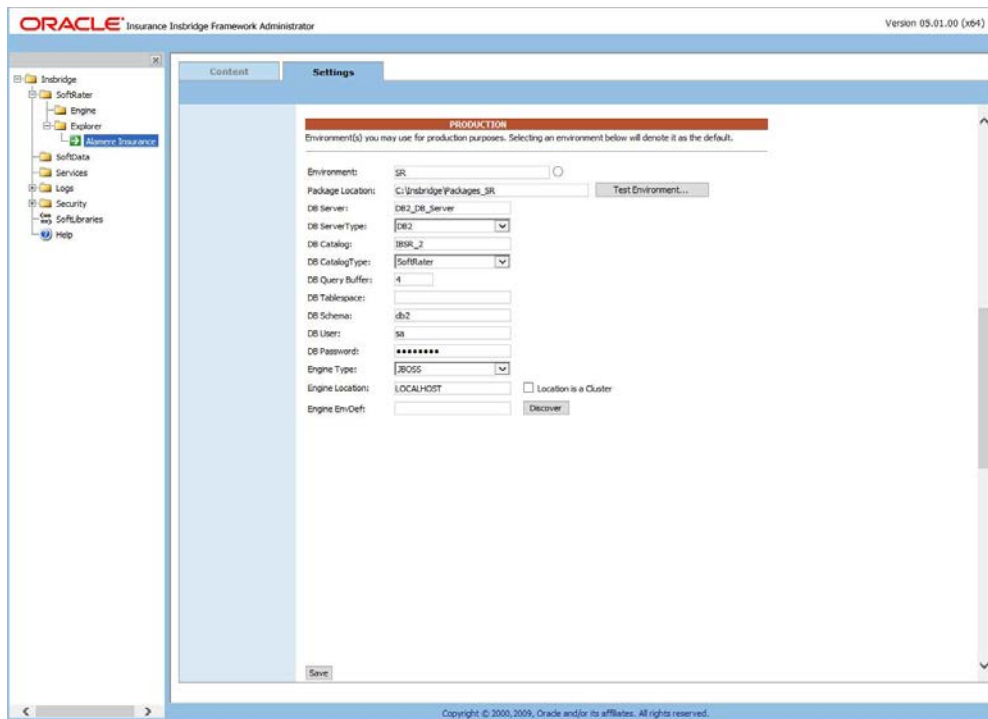 ORACLE Insurance Insbridge Framework Administrator
Version 05.01.00 (x64)
Insbridge
SoftRater
Engine
Explorer
Alamere Insurance
SoftData
Services
Logs
Security
SoftLibraries
Help
Content
Settings
PRODUCTION
Environment(s) you may use for production purposes. Selecting an environment below will denote it as the default.
Environment: SR
Package Location: C:\Insbridge\Packages_SR Test Environment...
DB Server: DB2_DB_Server
DB ServerType: DB2
DB Catalog: IBSR_2
DB CatalogType: SoftRater
DB Query Buffer: 4
DB Tablespace:
DB Schema: db2
DB User: sa
DB Password: ●●●●●●●●
Engine Type: JBOSS
Engine Location: LOCALHOST Location is a Cluster
Engine EnvDef: Discover
Save
Copyright © 2000,2009, Oracle and/or its affiliates. All rights reserved.